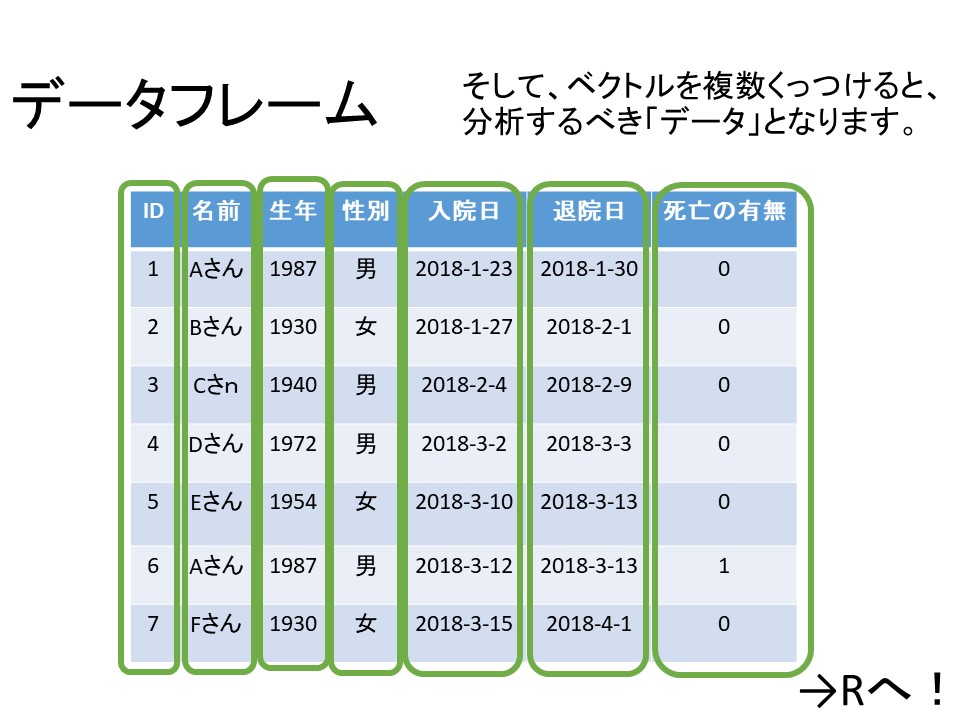 データフレーム
そして、ベクトルを複数くっつけると、
分析するべき「データ」となります。
ID 名前 生年 性別 入院日 退院日 死亡の有無
1 Aさん 1987 男 2018-1-23 2018-1-30 0
2 Bさん 1930 女 2018-1-27 2018-2-1 0
3 Cさn 1940 男 2018-2-4 2018-2-9 0
4 Dさん 1972 男 2018-3-2 2018-3-3 0
5 Eさん 1954 女 2018-3-10 2018-3-13 0
6 Aさん 1987 男 2018-3-12 2018-3-13 1
7 Fさん 1930 女 2018-3-15 2018-4-1 0
→Rへ！